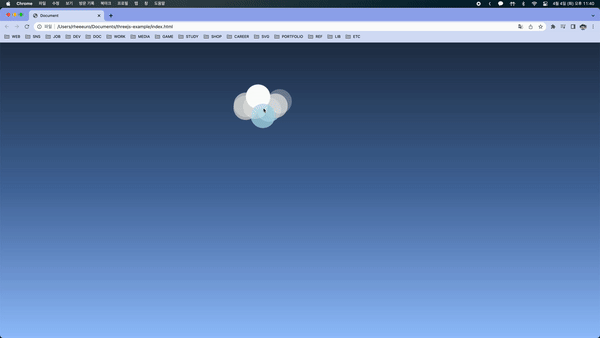 Chrome 파일 수정 보기 방문 기록 북마크 프로필 탭 창 도움말 4월 4일 (화) 오후 11:40
Document
파일 /Users/rhweeuro/Documents/threejs-example/index.html
WEB SNS JOB DEV DOC WORK MEDIA GAME STUDY SHOP CAREER SVG PORTFOLIO REF LIB ETC